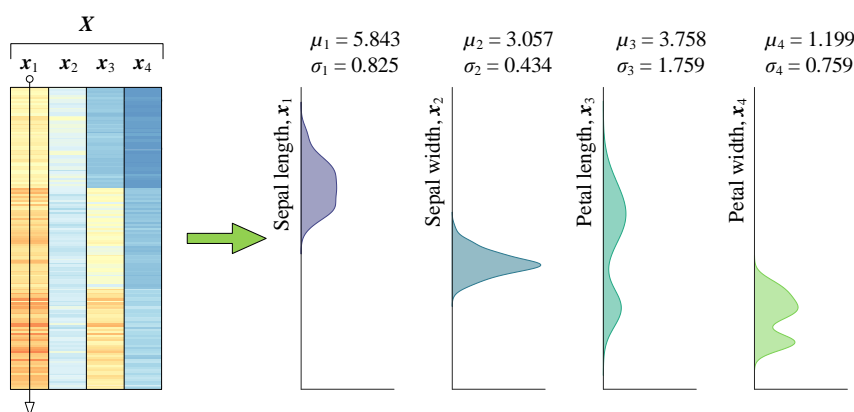 X
x1 x2 x3 x4
μ1 = 5.843
σ1 = 0.825
μ2 = 3.057
σ2 = 0.434
μ3 = 3.758
σ3 = 1.759
μ4 = 1.199
σ4 = 0.759
Sepal length, x1
Sepal width, x2
Petal length, x3
Petal width, x4